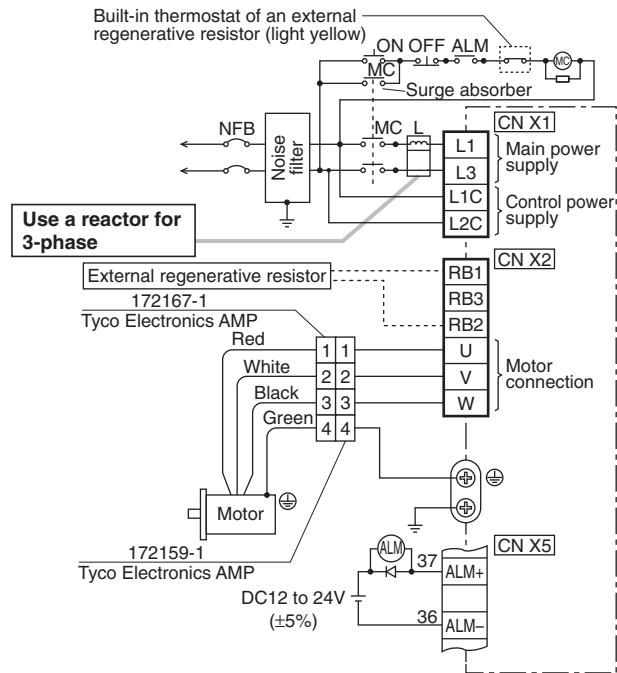 Built-in thermostat of an external
regenerative resistor (light yellow)
ON OFF ALM
MC
MC
Surge absorber
CN X1
NFB
Noise
filter
MC
L
L1
L3
Main power
supply
L1C
L2C
Control power
supply
Use a reactor for
3-phase
CN X2
External regenerative resistor
RB1
RB3
RB2
172167-1
Tyco Electronics AMP
Red
1 1
U
White
2 2
V
Motor
connection
Black
3 3
W
Green
4 4
Motor
172159-1
Tyco Electronics AMP
CN X5
ALM
37
ALM+
DC12 to 24V
(±5%)
36
ALM–